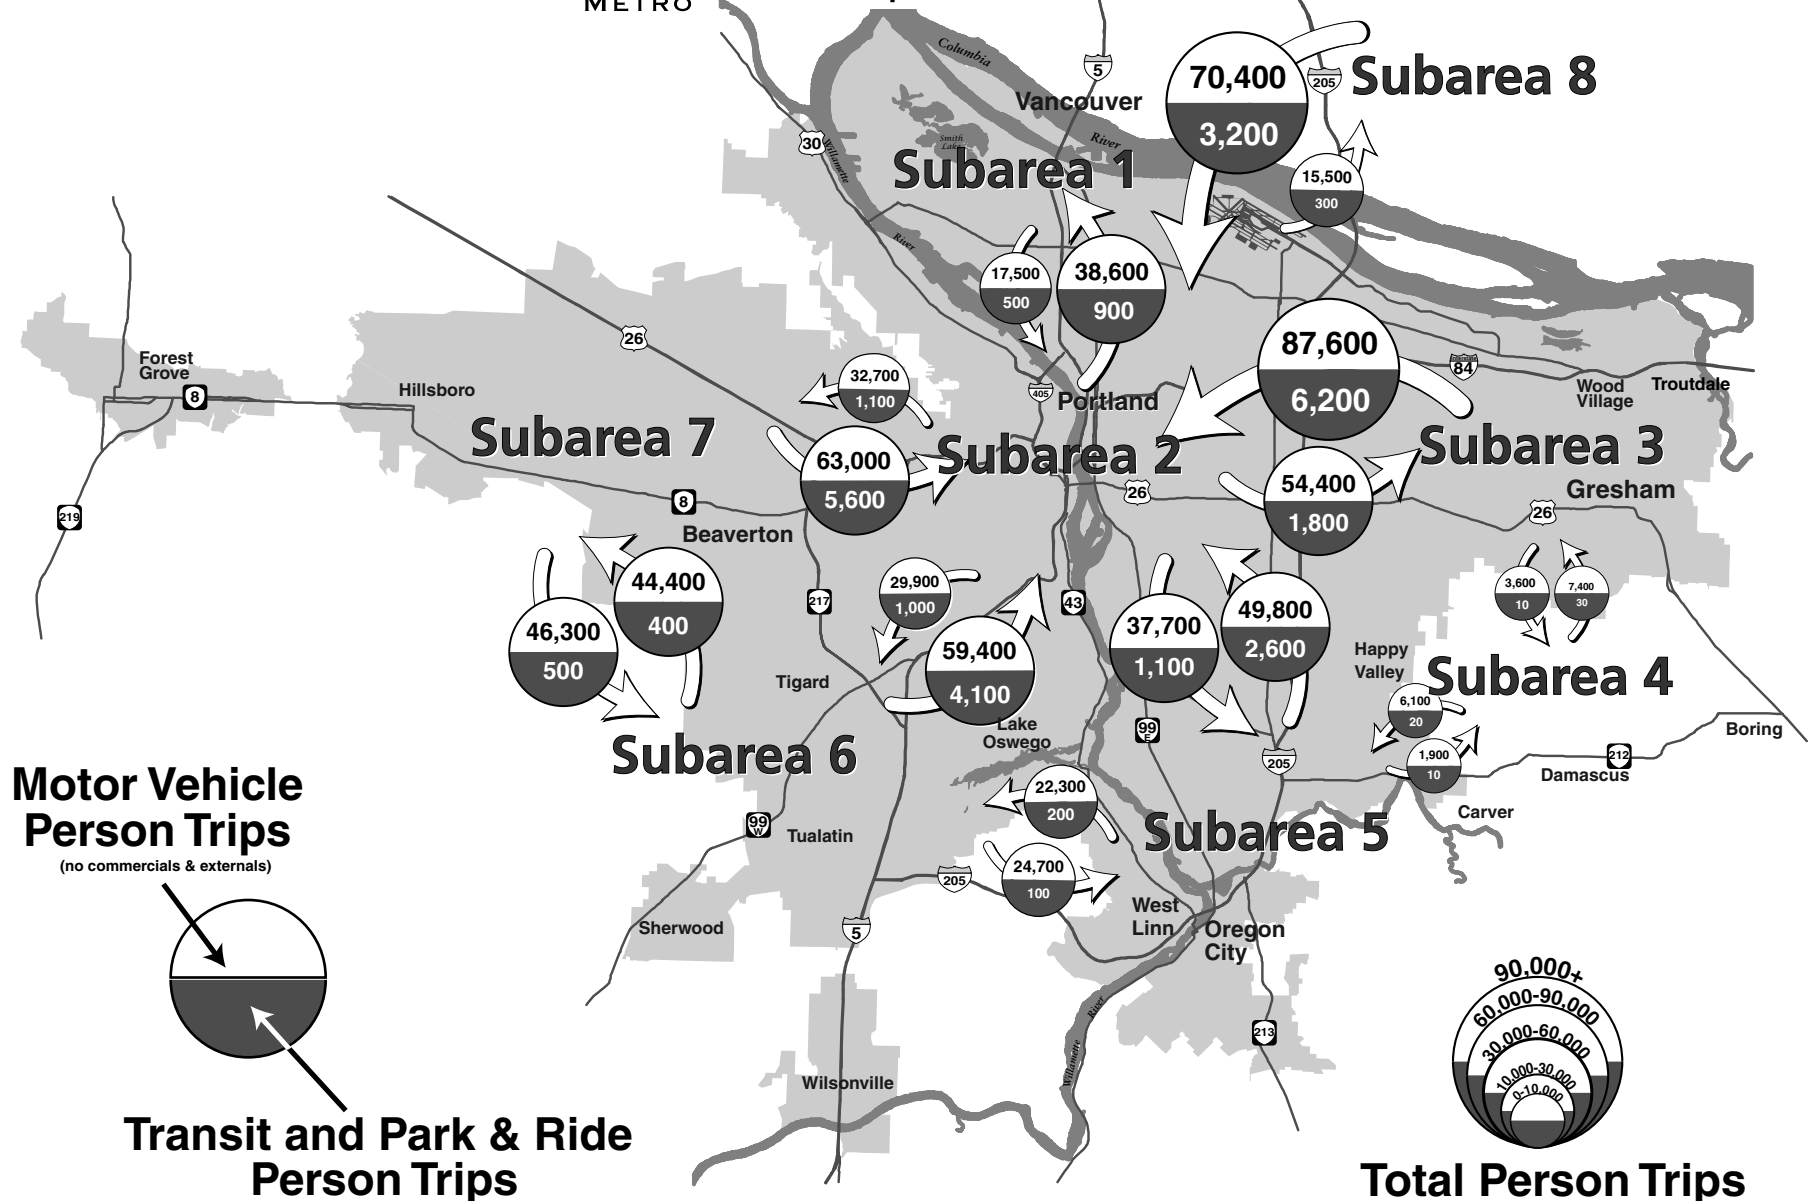 METRO
Columbia
5
Vancouver
River
70,400
3,200
205
Subarea 8
30
Willamette
Smith
Lake
Subarea 1
15,500
300
River
17,500
500
38,600
900
26
Forest
Grove
8
Hillsboro
32,700
1,100
405
Portland
87,600
6,200
84
Wood
Village
Troutdale
Subarea 7
63,000
5,600
Subarea 2
26
54,400
1,800
Subarea 3
Gresham
26
219
8
Beaverton
44,400
400
46,300
500
217
29,900
1,000
43
59,400
4,100
37,700
1,100
49,800
2,600
3,600
10
7,400
30
Happy
Valley
Subarea 4
Tigard
Lake
Oswego
99
E
205
6,100
20
1,900
10
Boring
212
Damascus
Carver
Subarea 6
99
W
Tualatin
22,300
200
Subarea 5
24,700
100
205
Sherwood
5
West
Linn
Oregon
City
213
River
Willamette
Wilsonville
Motor Vehicle
Person Trips
(no commercials & externals)
Transit and Park & Ride
Person Trips
90,000+
60,000-90,000
30,000-60,000
10,000-30,000
0-10,000
Total Person Trips